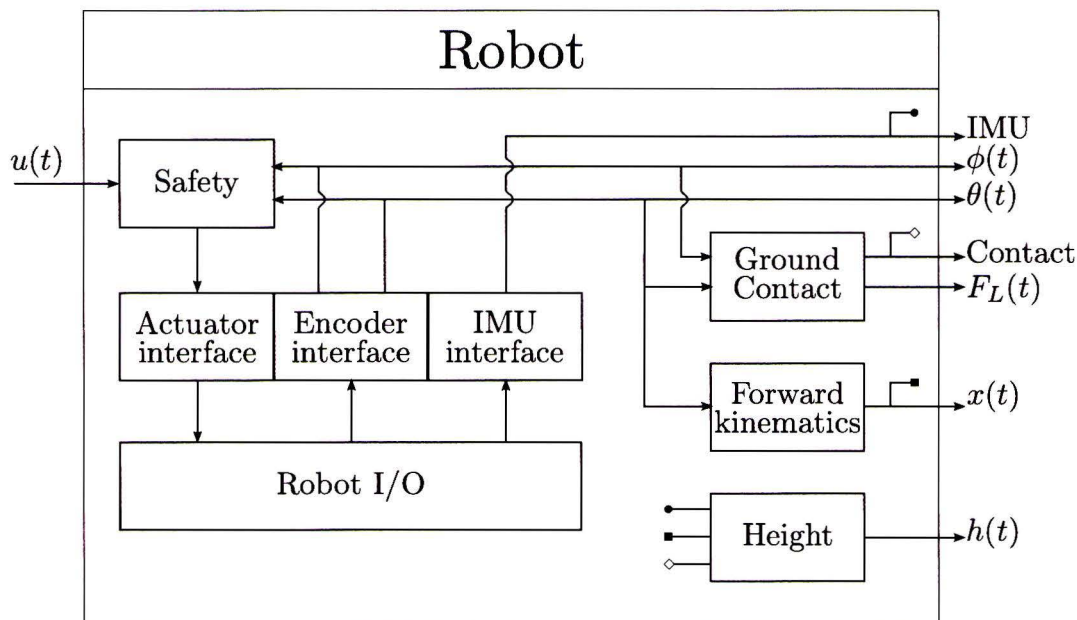 Robot
u(t)
Safety
IMU
ϕ(t)
θ(t)
Ground
Contact
Contact
F_L(t)
Actuator
interface
Encoder
interface
IMU
interface
Forward
kinematics
x(t)
Robot I/O
Height
h(t)